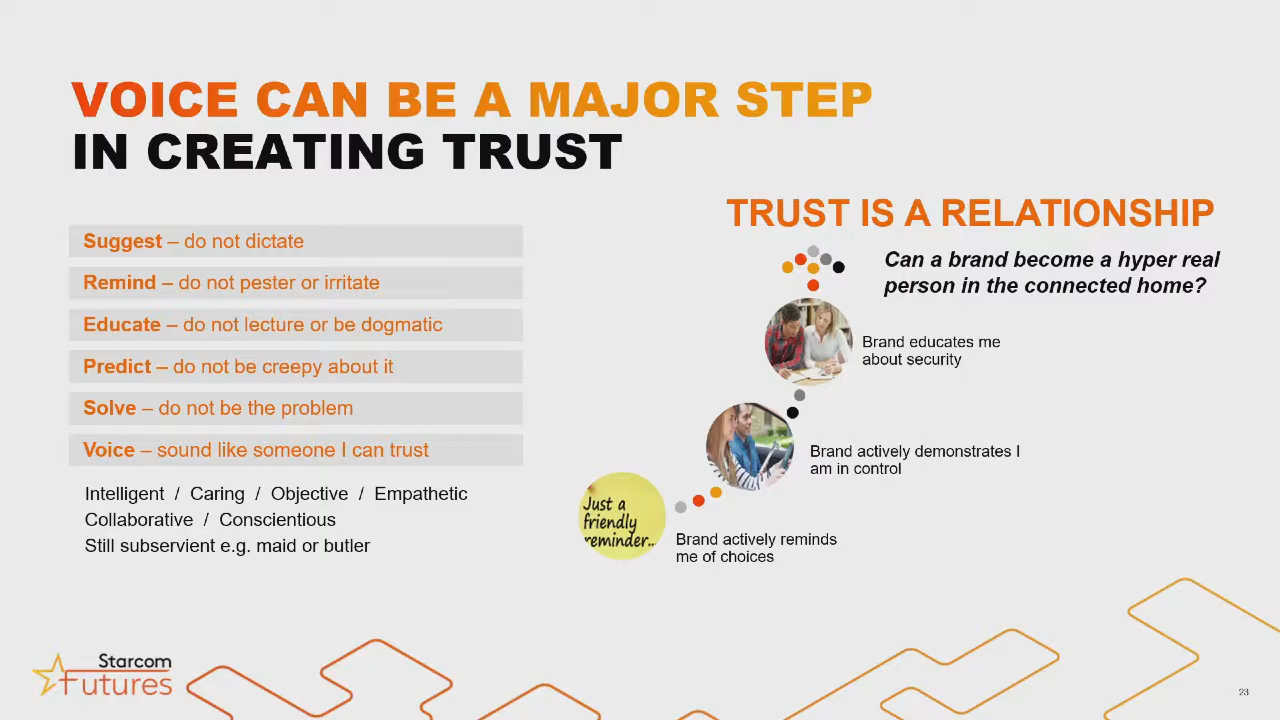 VOICE CAN BE A MAJOR STEP
IN CREATING TRUST
Suggest – do not dictate
Remind – do not pester or irritate
Educate – do not lecture or be dogmatic
Predict – do not be creepy about it
Solve – do not be the problem
Voice – sound like someone I can trust
Intelligent / Caring / Objective / Empathetic
Collaborative / Conscientious
Still subservient e.g. maid or butler
TRUST IS A RELATIONSHIP
Can a brand become a hyper real
person in the connected home?
Brand educates me
about security
Brand actively demonstrates I
am in control
Just a
friendly
reminder...
Brand actively reminds
me of choices
Starcom
Futures
23